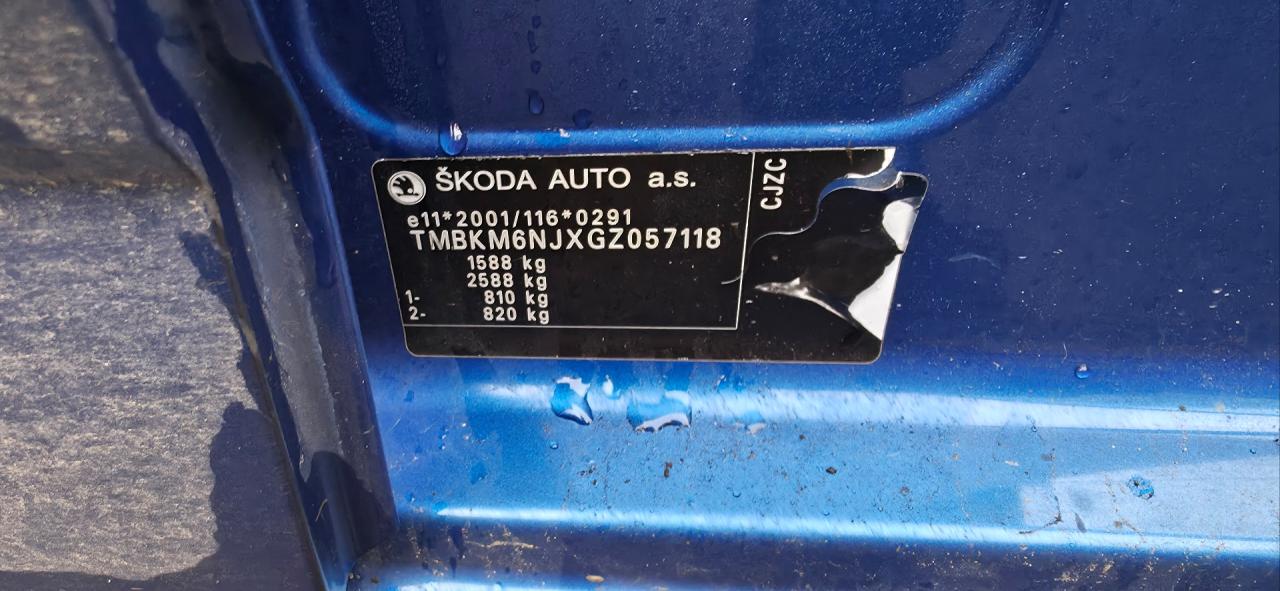 ŠKODA AUTO a.s.
e11*2001/116*0291
TMBKM6NJXGZ057118
1588 kg
2588 kg
1- 810 kg
2- 820 kg
CJZC